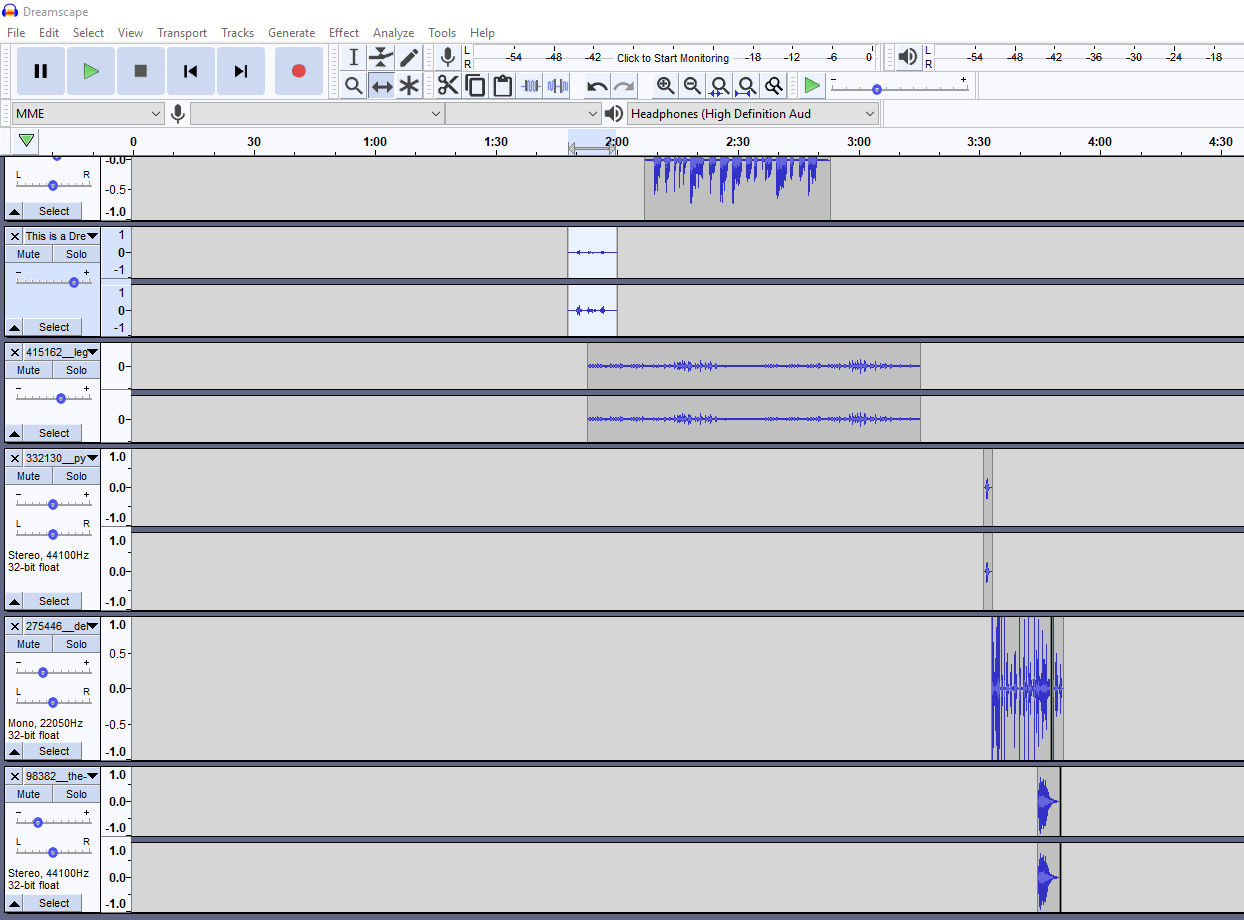 Dreamscape
File Edit Select View Transport Tracks Generate Effect Analyze Tools Help
L -54 -48 -42 Click to Start Monitoring -18 -12 -6 0 L -54 -48 -42 -36 -30 -24 -18
R R
- +
MME Headphones (High Definition Aud
0 30 1:00 1:30 2:00 2:30 3:00 3:30 4:00 4:30
-0.0
L R
-0.5
Select -1.0
This is a Dre 1
Mute Solo 0
- + -1
1
0
Select -1
415162__leg
Mute Solo 0
- +
0
Select
332130__py 1.0
Mute Solo
- + 0.0
L R -1.0
1.0
Stereo, 44100Hz
32-bit float 0.0
Select -1.0
275446__del 1.0
Mute Solo 0.5
- +
L R 0.0
Mono, 22050Hz -0.5
32-bit float
Select -1.0
98382__the- 1.0
Mute Solo 0.0
- + -1.0
L R 1.0
Stereo, 44100Hz 0.0
32-bit float
Select -1.0